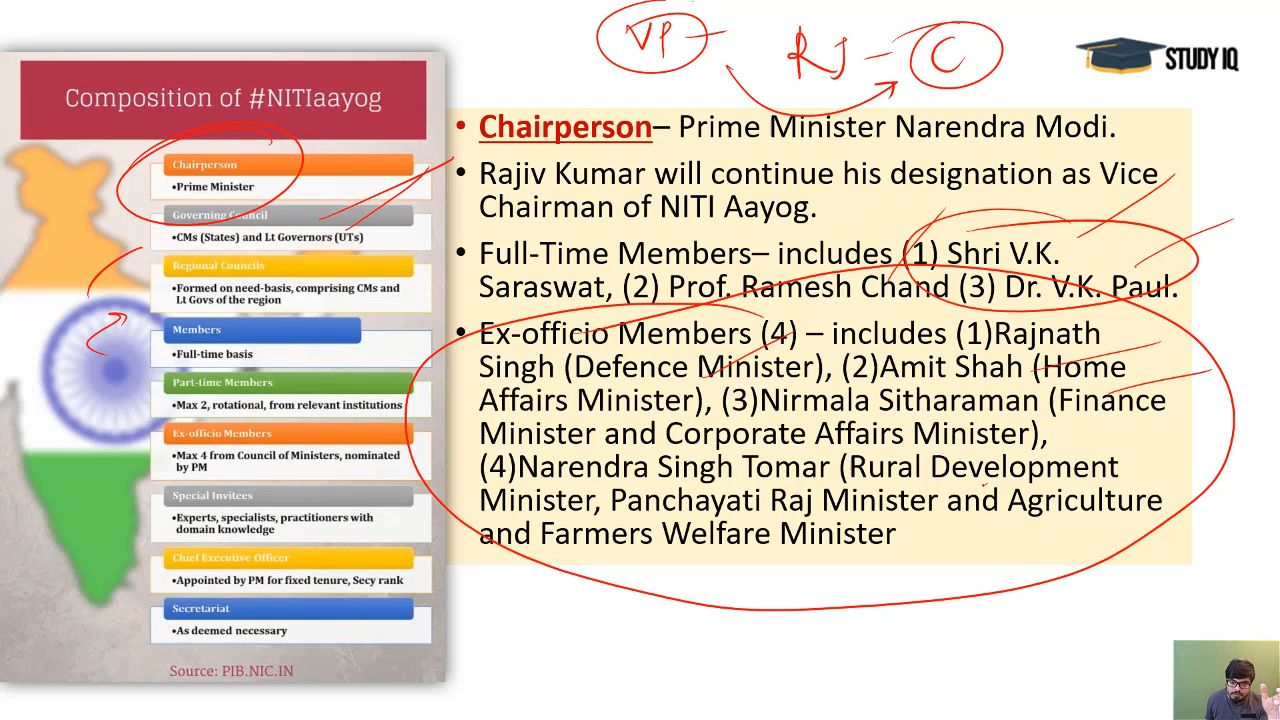 VP
RJ - C
STUDY IQ
Composition of #NITIaayog
Chairperson
•Prime Minister
Governing Council
•CMs (States) and Lt Governors (UTs)
Regional Councils
•Formed on need-basis, comprising CMs and
Lt Govs of the region
Members
•Full-time basis
Part-time Members
•Max 2, rotational, from relevant institutions
Ex-officio Members
•Max 4 from Council of Ministers, nominated
by PM
Special Invitees
•Experts, specialists, practitioners with
domain knowledge
Chief Executive Officer
•Appointed by PM for fixed tenure, Secy rank
Secretariat
•As deemed necessary
Source: PIB.NIC.IN
• Chairperson– Prime Minister Narendra Modi.
• Rajiv Kumar will continue his designation as Vice
Chairman of NITI Aayog.
• Full-Time Members– includes (1) Shri V.K.
Saraswat, (2) Prof. Ramesh Chand (3) Dr. V.K. Paul.
• Ex-officio Members (4) – includes (1)Rajnath
Singh (Defence Minister), (2)Amit Shah (Home
Affairs Minister), (3)Nirmala Sitharaman (Finance
Minister and Corporate Affairs Minister),
(4)Narendra Singh Tomar (Rural Development
Minister, Panchayati Raj Minister and Agriculture
and Farmers Welfare Minister